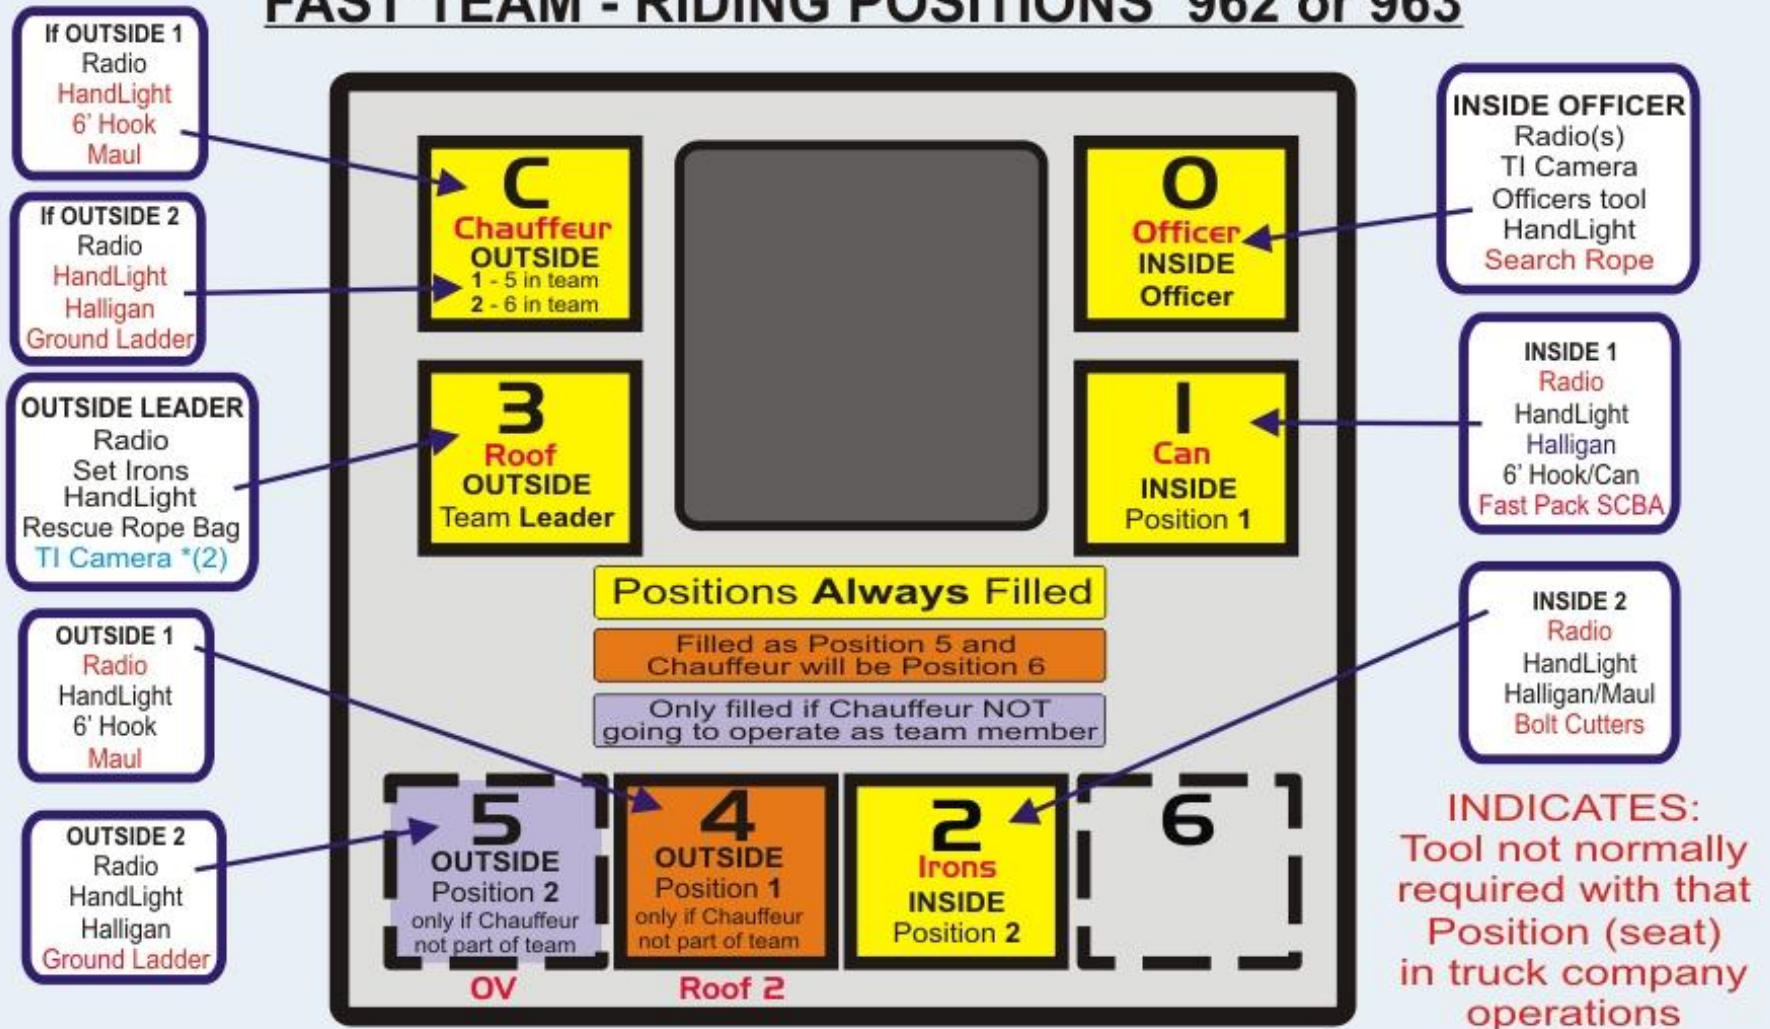 FAST TEAM - RIDING POSITIONS 962 or 963
If OUTSIDE 1
Radio
HandLight
6' Hook
Maul
If OUTSIDE 2
Radio
HandLight
Halligan
Ground Ladder
OUTSIDE LEADER
Radio
Set Irons
HandLight
Rescue Rope Bag
TI Camera *(2)
OUTSIDE 1
Radio
HandLight
6' Hook
Maul
OUTSIDE 2
Radio
HandLight
Halligan
Ground Ladder
C
Chauffeur
OUTSIDE
1 - 5 in team
2 - 6 in team
O
Officer
INSIDE
Officer
3
Roof
OUTSIDE
Team Leader
1
Can
INSIDE
Position 1
Positions Always Filled
Filled as Position 5 and
Chauffeur will be Position 6
Only filled if Chauffeur NOT
going to operate as team member
5
OUTSIDE
Position 2
only if Chauffeur
not part of team
OV
4
OUTSIDE
Position 1
only if Chauffeur
not part of team
Roof 2
2
Irons
INSIDE
Position 2
6
INSIDE OFFICER
Radio(s)
TI Camera
Officers tool
HandLight
Search Rope
INSIDE 1
Radio
HandLight
Halligan
6' Hook/Can
Fast Pack SCBA
INSIDE 2
Radio
HandLight
Halligan/Maul
Bolt Cutters
INDICATES:
Tool not normally
required with that
Position (seat)
in truck company
operations